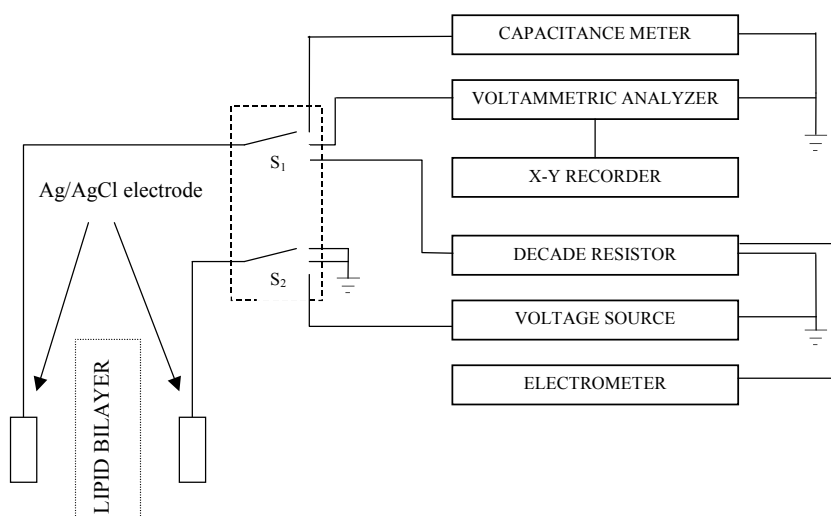 CAPACITANCE METER
VOLTAMMETRIC ANALYZER
S₁
X-Y RECORDER
Ag/AgCl electrode
DECADE RESISTOR
S₂
VOLTAGE SOURCE
ELECTROMETER
LIPID BILAYER